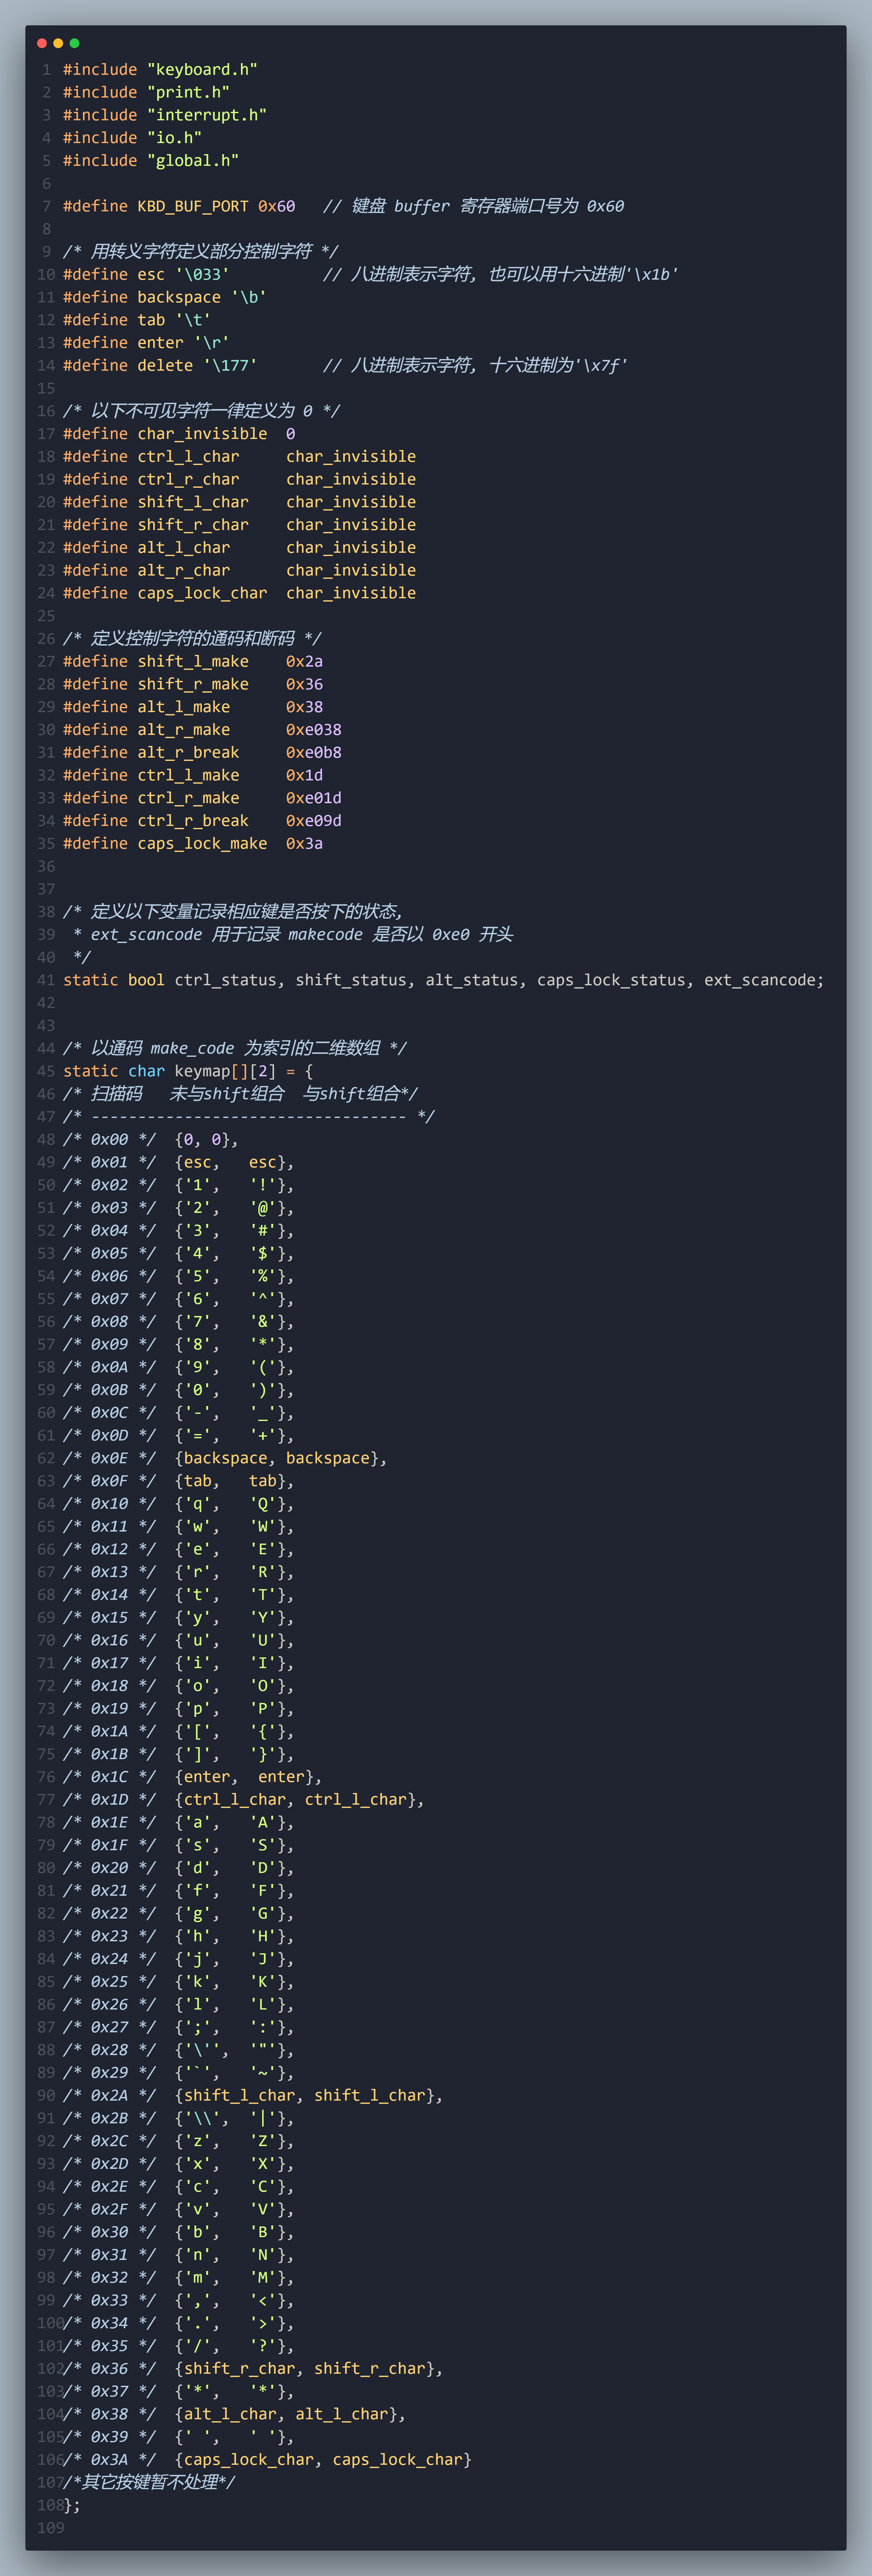 1 #include "keyboard.h"
2 #include "print.h"
3 #include "interrupt.h"
4 #include "io.h"
5 #include "global.h"
6
7 #define KBD_BUF_PORT 0x60   // 键盘 buffer 寄存器端口号为 0x60
8
9 /* 用转义字符定义部分控制字符 */
10 #define esc '\033'          // 八进制表示字符, 也可以用十六进制'\x1b'
11 #define backspace '\b'
12 #define tab '\t'
13 #define enter '\r'
14 #define delete '\177'       // 八进制表示字符, 十六进制为'\x7f'
15
16 /* 以下不可见字符一律定义为 0 */
17 #define char_invisible  0
18 #define ctrl_l_char     char_invisible
19 #define ctrl_r_char     char_invisible
20 #define shift_l_char    char_invisible
21 #define shift_r_char    char_invisible
22 #define alt_l_char      char_invisible
23 #define alt_r_char      char_invisible
24 #define caps_lock_char  char_invisible
25
26 /* 定义控制字符的通码和断码 */
27 #define shift_l_make    0x2a
28 #define shift_r_make    0x36
29 #define alt_l_make      0x38
30 #define alt_r_make      0xe038
31 #define alt_r_break     0xe0b8
32 #define ctrl_l_make     0x1d
33 #define ctrl_r_make     0xe01d
34 #define ctrl_r_break    0xe09d
35 #define caps_lock_make  0x3a
36
37
38 /* 定义以下变量记录相应键是否按下的状态,
39  * ext_scancode 用于记录 makecode 是否以 0xe0 开头
40  */
41 static bool ctrl_status, shift_status, alt_status, caps_lock_status, ext_scancode;
42
43
44 /* 以通码 make_code 为索引的二维数组 */
45 static char keymap[][2] = {
46 /* 扫描码   未与shift组合  与shift组合*/
47 /* ---------------------------------- */
48 /* 0x00 */  {0, 0},
49 /* 0x01 */  {esc,   esc},
50 /* 0x02 */  {'1',   '!'},
51 /* 0x03 */  {'2',   '@'},
52 /* 0x04 */  {'3',   '#'},
53 /* 0x05 */  {'4',   '$'},
54 /* 0x06 */  {'5',   '%'},
55 /* 0x07 */  {'6',   '^'},
56 /* 0x08 */  {'7',   '&'},
57 /* 0x09 */  {'8',   '*'},
58 /* 0x0A */  {'9',   '('},
59 /* 0x0B */  {'0',   ')'},
60 /* 0x0C */  {'-',   '_'},
61 /* 0x0D */  {'=',   '+'},
62 /* 0x0E */  {backspace, backspace},
63 /* 0x0F */  {tab,   tab},
64 /* 0x10 */  {'q',   'Q'},
65 /* 0x11 */  {'w',   'W'},
66 /* 0x12 */  {'e',   'E'},
67 /* 0x13 */  {'r',   'R'},
68 /* 0x14 */  {'t',   'T'},
69 /* 0x15 */  {'y',   'Y'},
70 /* 0x16 */  {'u',   'U'},
71 /* 0x17 */  {'i',   'I'},
72 /* 0x18 */  {'o',   'O'},
73 /* 0x19 */  {'p',   'P'},
74 /* 0x1A */  {'[',   '{'},
75 /* 0x1B */  {']',   '}'},
76 /* 0x1C */  {enter,  enter},
77 /* 0x1D */  {ctrl_l_char, ctrl_l_char},
78 /* 0x1E */  {'a',   'A'},
79 /* 0x1F */  {'s',   'S'},
80 /* 0x20 */  {'d',   'D'},
81 /* 0x21 */  {'f',   'F'},
82 /* 0x22 */  {'g',   'G'},
83 /* 0x23 */  {'h',   'H'},
84 /* 0x24 */  {'j',   'J'},
85 /* 0x25 */  {'k',   'K'},
86 /* 0x26 */  {'l',   'L'},
87 /* 0x27 */  {';',   ':'},
88 /* 0x28 */  {'\'',  '"'},
89 /* 0x29 */  {'`',   '~'},
90 /* 0x2A */  {shift_l_char, shift_l_char},
91 /* 0x2B */  {'\\',  '|'},
92 /* 0x2C */  {'z',   'Z'},
93 /* 0x2D */  {'x',   'X'},
94 /* 0x2E */  {'c',   'C'},
95 /* 0x2F */  {'v',   'V'},
96 /* 0x30 */  {'b',   'B'},
97 /* 0x31 */  {'n',   'N'},
98 /* 0x32 */  {'m',   'M'},
99 /* 0x33 */  {',',   '<'},
100 /* 0x34 */  {'.',   '>'},
101 /* 0x35 */  {'/',   '?'},
102 /* 0x36 */  {shift_r_char, shift_r_char},
103 /* 0x37 */  {'*',   '*'},
104 /* 0x38 */  {alt_l_char, alt_l_char},
105 /* 0x39 */  {' ',   ' '},
106 /* 0x3A */  {caps_lock_char, caps_lock_char}
107 /*其它按键暂不处理*/
108 };
109